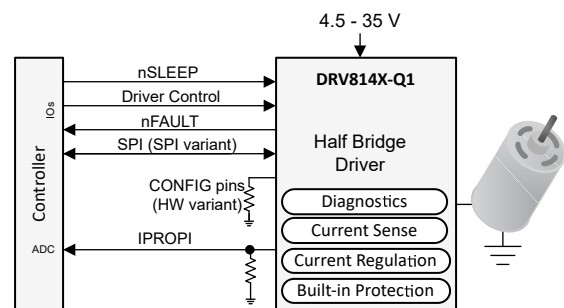 4.5 - 35 V
nSLEEP
Driver Control
nFAULT
SPI (SPI variant)
CONFIG pins
(HW variant)
IPROPI
Controller
IOs
ADC
DRV814X-Q1
Half Bridge
Driver
Diagnostics
Current Sense
Current Regulation
Built-in Protection